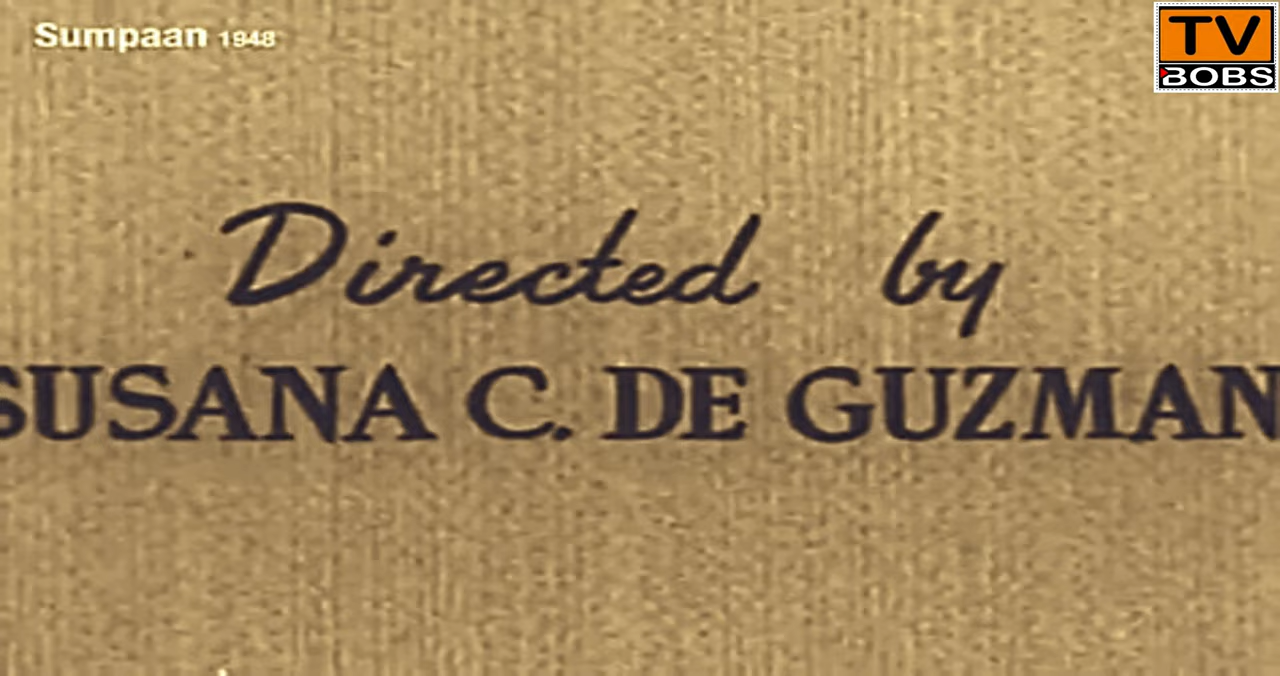 Sumpaan 1948
TV
BOBS
Directed by
SUSANA C. DE GUZMAN